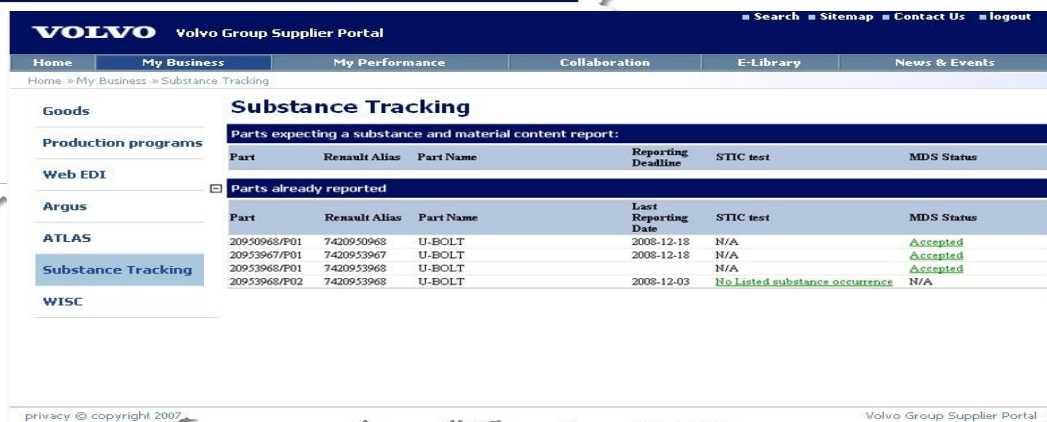 Search Sitemap Contact Us logout
VOLVO Volvo Group Supplier Portal
Home My Business My Performance Collaboration E-Library News & Events
Home » My Business » Substance Tracking
Goods
Production programs
Web EDI
Argus
ATLAS
Substance Tracking
WISC
Substance Tracking
Parts expecting a substance and material content report:
Part Renault Alias Part Name Reporting Deadline STIC test MDS Status
Parts already reported
Part Renault Alias Part Name Last Reporting Date STIC test MDS Status
20950968/P01 7420950968 U-BOLT 2008-12-18 N/A Accepted
20953967/P01 7420953967 U-BOLT 2008-12-18 N/A Accepted
20953968/P01 7420953968 U-BOLT N/A Accepted
20953968/P02 7420953968 U-BOLT 2008-12-03 No Listed substance occurrence N/A
privacy © copyright 2007 Volvo Group Supplier Portal